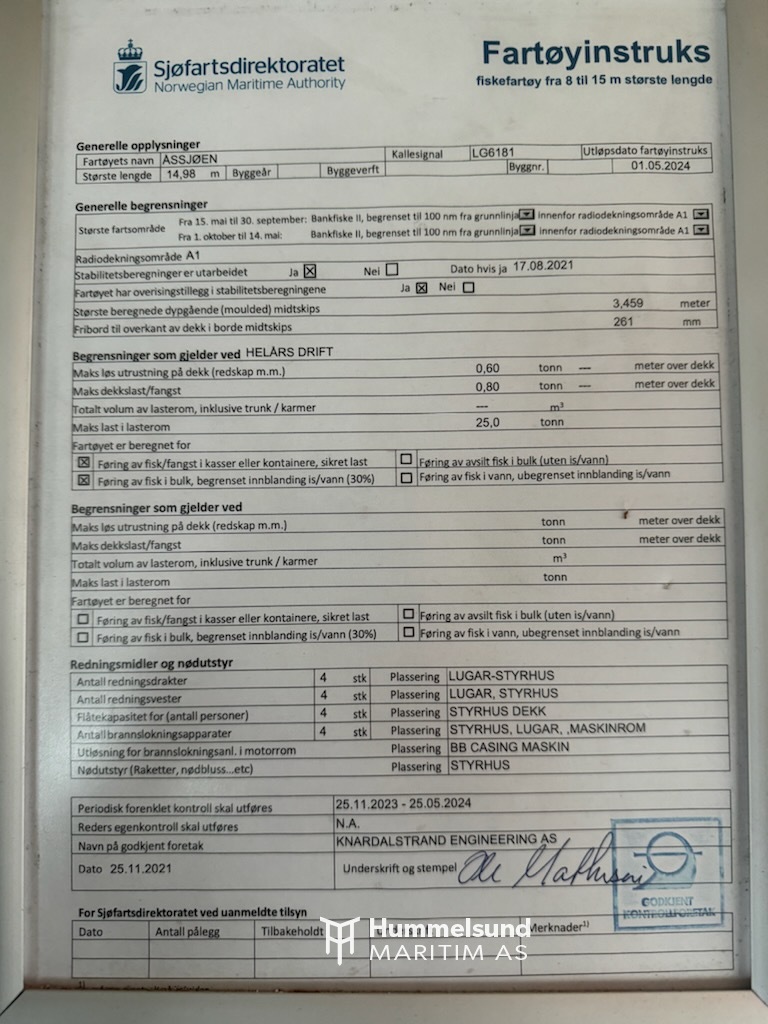 Sjøfartsdirektoratet
Norwegian Maritime Authority
Fartøyinstruks
fiskefartøy fra 8 til 15 m største lengde
Generelle opplysninger
Fartøyets navn ÅSSJØEN Kallesignal LG6181 Utløpsdato fartøyinstruks
Største lengde 14,98 m Byggeår Byggeverft Byggnr. 01.05.2024
Generelle begrensninger
Største fartsområde Fra 15. mai til 30. september: Bankfiske II, begrenset til 100 nm fra grunnlinja innenfor radiodekningsområde A1
Fra 1. oktober til 14. mai: Bankfiske II, begrenset til 100 nm fra grunnlinja innenfor radiodekningsområde A1
Radiodekningsområde A1
Stabilitetsberegninger er utarbeidet Ja ☒ Nei ☐ Dato hvis ja 17.08.2021
Fartøyet har overisingstillegg i stabilitetsberegningene Ja ☒ Nei ☐
Største beregnede dypgående (moulded) midtskips 3,459 meter
Fribord til overkant av dekk i borde midtskips 261 mm
Begrensninger som gjelder ved HELÅRS DRIFT
Maks løs utrustning på dekk (redskap m.m.) 0,60 tonn --- meter over dekk
Maks dekkslast/fangst 0,80 tonn --- meter over dekk
Totalt volum av lasterom, inklusive trunk / karmer --- m³
Maks last i lasterom 25,0 tonn
Fartøyet er beregnet for
☒ Føring av fisk/fangst i kasser eller kontainere, sikret last ☐ Føring av avsilt fisk i bulk (uten is/vann)
☒ Føring av fisk i bulk, begrenset innblanding is/vann (30%) ☐ Føring av fisk i vann, ubegrenset innblanding is/vann
Begrensninger som gjelder ved
Maks løs utrustning på dekk (redskap m.m.) tonn meter over dekk
Maks dekkslast/fangst tonn meter over dekk
Totalt volum av lasterom, inklusive trunk / karmer m³
Maks last i lasterom tonn
Fartøyet er beregnet for
☐ Føring av fisk/fangst i kasser eller kontainere, sikret last ☐ Føring av avsilt fisk i bulk (uten is/vann)
☐ Føring av fisk i bulk, begrenset innblanding is/vann (30%) ☐ Føring av fisk i vann, ubegrenset innblanding is/vann
Redningsmidler og nødutstyr
Antall redningsdrakter 4 stk Plassering LUGAR-STYRHUS
Antall redningsvester 4 stk Plassering LUGAR, STYRHUS
Flåtekapasitet for (antall personer) 4 Plassering STYRHUS DEKK
Antall brannslokningsapparater 4 stk Plassering STYRHUS, LUGAR, ,MASKINROM
Utløsning for brannslokningsanl. i motorrom Plassering BB CASING MASKIN
Nødutstyr (Raketter, nødbluss...etc) Plassering STYRHUS
Periodisk forenklet kontroll skal utføres 25.11.2023 - 25.05.2024
Reders egenkontroll skal utføres N.A.
Navn på godkjent foretak KNARDALSTRAND ENGINEERING AS
Dato 25.11.2021 Underskrift og stempel
GODKJENT
KONTROLLFORETAK
For Sjøfartsdirektoratet ved uanmeldte tilsyn
Dato Antall pålegg Tilbakeholdt Merknader¹⁾
Hummelsund
MARITIM AS
1)